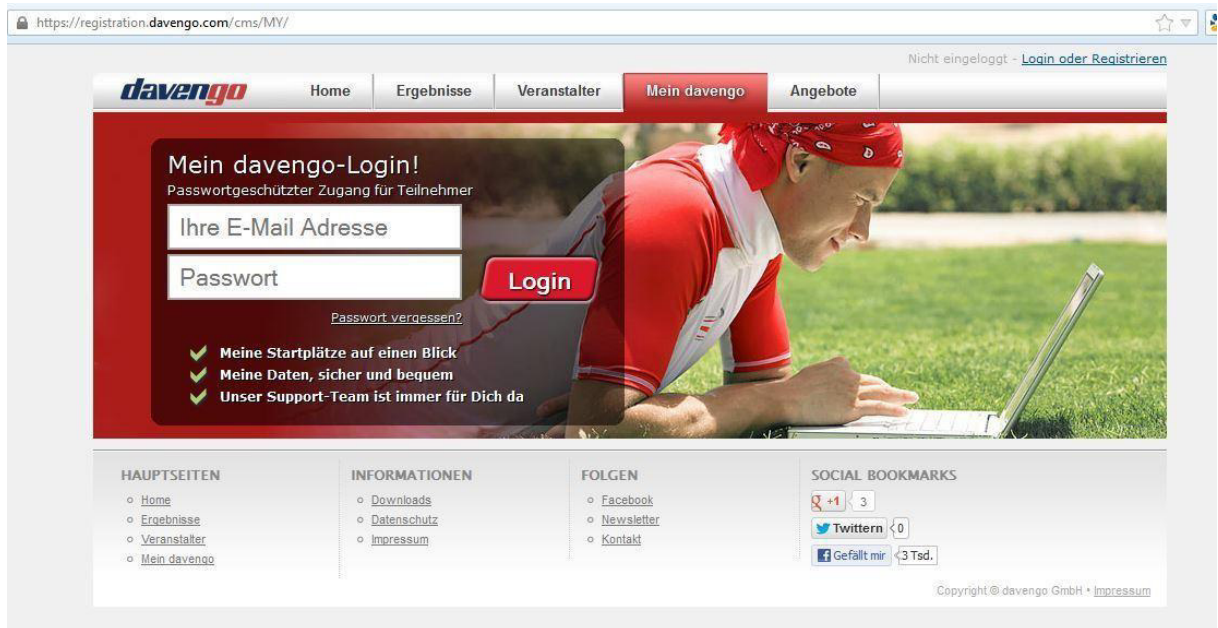 https://registration.davengo.com/cms/MY/
Nicht eingeloggt - Login oder Registrieren
davengo Home Ergebnisse Veranstalter Mein davengo Angebote
Mein davengo-Login!
Passwortgeschützter Zugang für Teilnehmer
Ihre E-Mail Adresse
Passwort
Login
Passwort vergessen?
Meine Startplätze auf einen Blick
Meine Daten, sicher und bequem
Unser Support-Team ist immer für Dich da
HAUPTSEITEN
Home
Ergebnisse
Veranstalter
Mein davengo
INFORMATIONEN
Downloads
Datenschutz
Impressum
FOLGEN
Facebook
Newsletter
Kontakt
SOCIAL BOOKMARKS
+1 3
Twittern 0
Gefällt mir 3 Tsd.
Copyright © davengo GmbH • Impressum